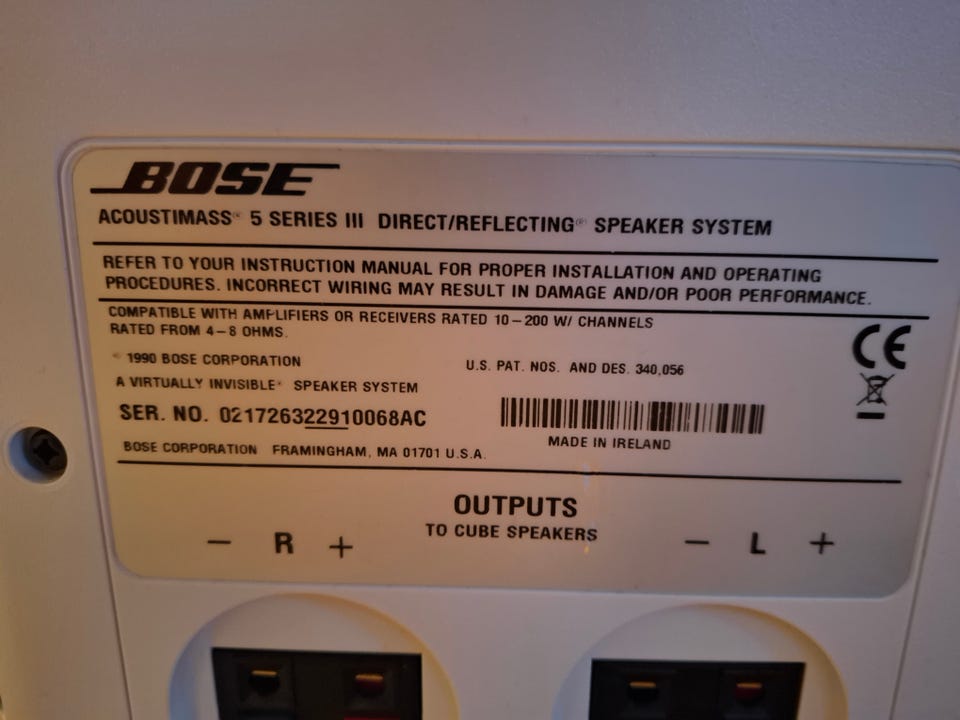 BOSE
ACOUSTIMASS® 5 SERIES III DIRECT/REFLECTING® SPEAKER SYSTEM
REFER TO YOUR INSTRUCTION MANUAL FOR PROPER INSTALLATION AND OPERATING
PROCEDURES. INCORRECT WIRING MAY RESULT IN DAMAGE AND/OR POOR PERFORMANCE.
COMPATIBLE WITH AMPLIFIERS OR RECEIVERS RATED 10–200 W/ CHANNELS
RATED FROM 4–8 OHMS.
CE
© 1990 BOSE CORPORATION
U.S. PAT. NOS. AND DES. 340,056
A VIRTUALLY INVISIBLE® SPEAKER SYSTEM
SER. NO. 021726322910068AC
MADE IN IRELAND
BOSE CORPORATION FRAMINGHAM, MA 01701 U.S.A.
OUTPUTS
TO CUBE SPEAKERS
– R +
– L +